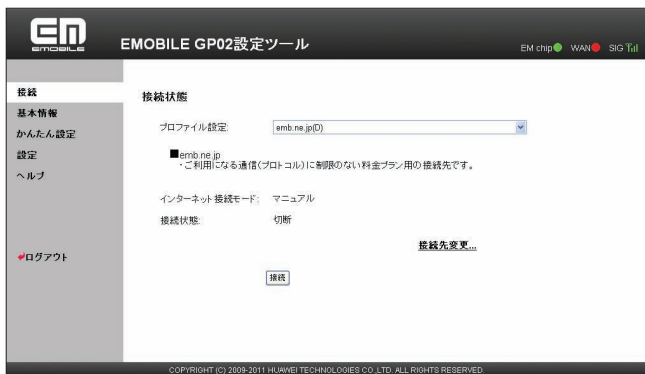 EM
EMOBILE
EMOBILE GP02設定ツール
EM chip WAN SIG
接続
基本情報
かんたん設定
設定
ヘルプ
ログアウト
接続状態
プロファイル設定: emb.ne.jp(D)
■emb.ne.jp
・ご利用になる通信(プロトコル)に制限のない料金プラン用の接続先です。
インターネット接続モード: マニュアル
接続状態: 切断
接続先変更...
接続
COPYRIGHT (C) 2009-2011 HUAWEI TECHNOLOGIES CO.,LTD. ALL RIGHTS RESERVED